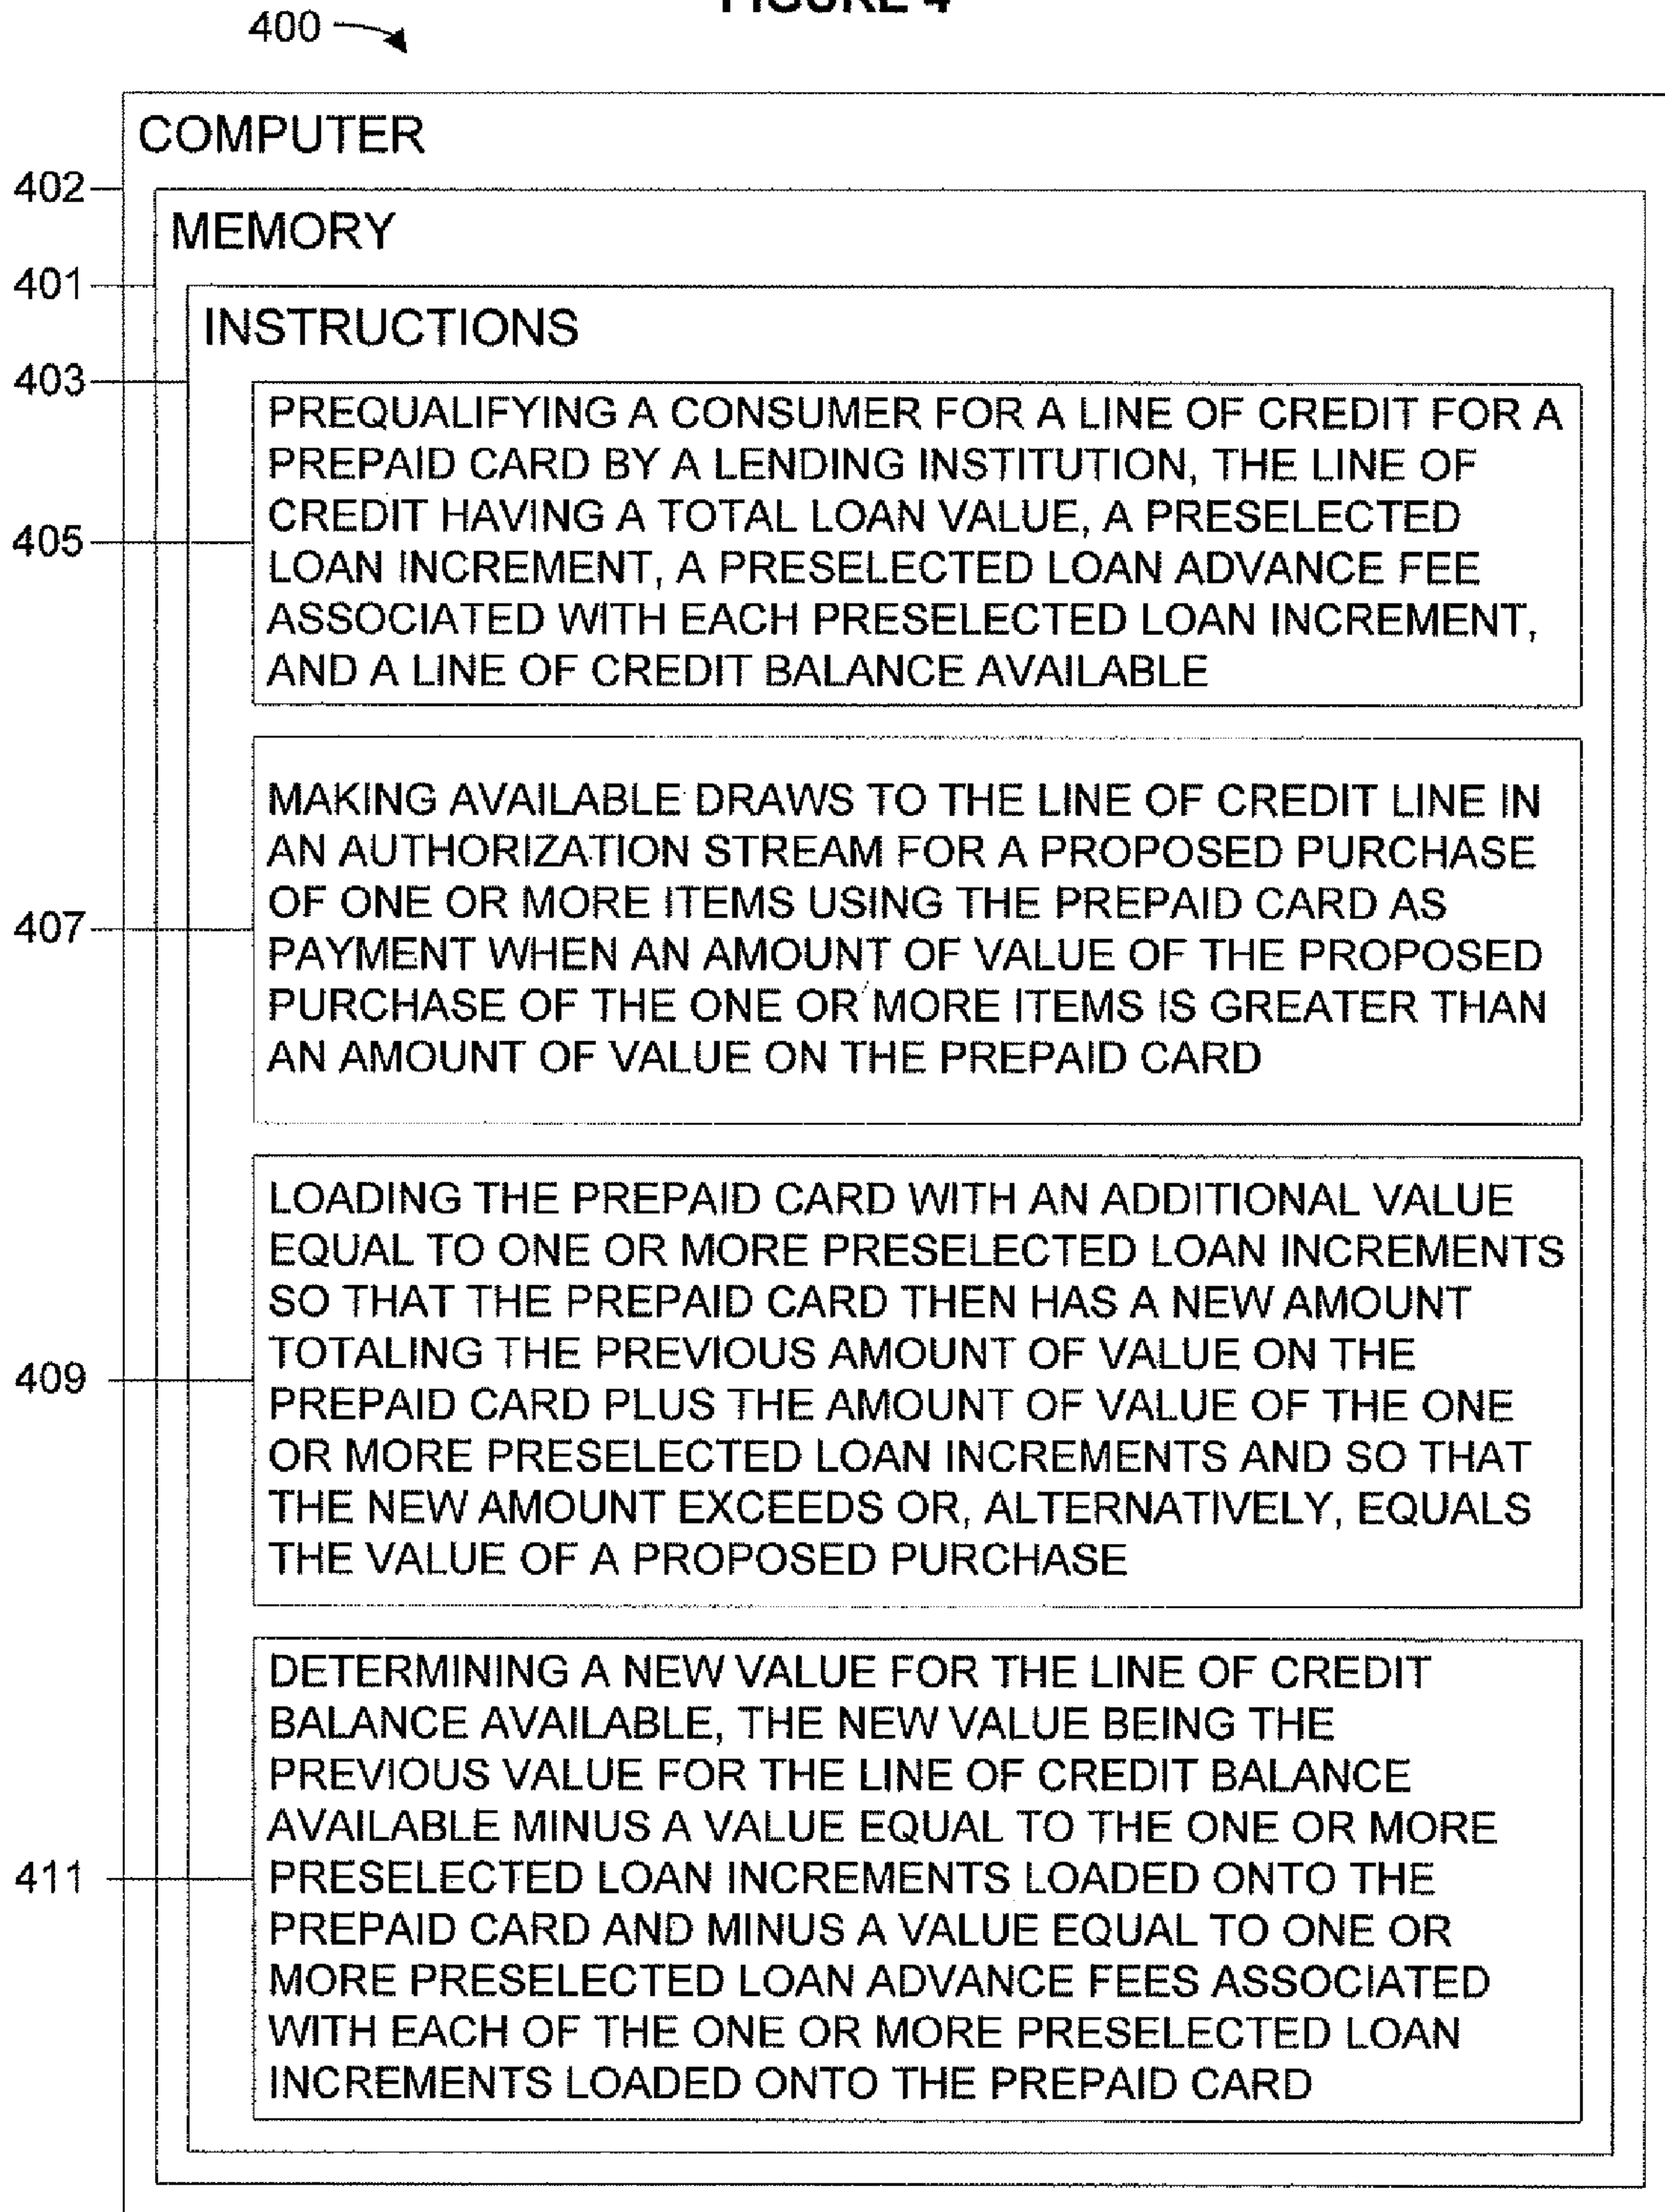 FIGURE 4
400
COMPUTER
402
MEMORY
401
INSTRUCTIONS
403
PREQUALIFYING A CONSUMER FOR A LINE OF CREDIT FOR A
PREPAID CARD BY A LENDING INSTITUTION, THE LINE OF
CREDIT HAVING A TOTAL LOAN VALUE, A PRESELECTED
405
LOAN INCREMENT, A PRESELECTED LOAN ADVANCE FEE
ASSOCIATED WITH EACH PRESELECTED LOAN INCREMENT,
AND A LINE OF CREDIT BALANCE AVAILABLE
MAKING AVAILABLE DRAWS TO THE LINE OF CREDIT LINE IN
AN AUTHORIZATION STREAM FOR A PROPOSED PURCHASE
OF ONE OR MORE ITEMS USING THE PREPAID CARD AS
407
PAYMENT WHEN AN AMOUNT OF VALUE OF THE PROPOSED
PURCHASE OF THE ONE OR MORE ITEMS IS GREATER THAN
AN AMOUNT OF VALUE ON THE PREPAID CARD
LOADING THE PREPAID CARD WITH AN ADDITIONAL VALUE
EQUAL TO ONE OR MORE PRESELECTED LOAN INCREMENTS
SO THAT THE PREPAID CARD THEN HAS A NEW AMOUNT
TOTALING THE PREVIOUS AMOUNT OF VALUE ON THE
409
PREPAID CARD PLUS THE AMOUNT OF VALUE OF THE ONE
OR MORE PRESELECTED LOAN INCREMENTS AND SO THAT
THE NEW AMOUNT EXCEEDS OR, ALTERNATIVELY, EQUALS
THE VALUE OF A PROPOSED PURCHASE
DETERMINING A NEW VALUE FOR THE LINE OF CREDIT
BALANCE AVAILABLE, THE NEW VALUE BEING THE
PREVIOUS VALUE FOR THE LINE OF CREDIT BALANCE
AVAILABLE MINUS A VALUE EQUAL TO THE ONE OR MORE
411
PRESELECTED LOAN INCREMENTS LOADED ONTO THE
PREPAID CARD AND MINUS A VALUE EQUAL TO ONE OR
MORE PRESELECTED LOAN ADVANCE FEES ASSOCIATED
WITH EACH OF THE ONE OR MORE PRESELECTED LOAN
INCREMENTS LOADED ONTO THE PREPAID CARD